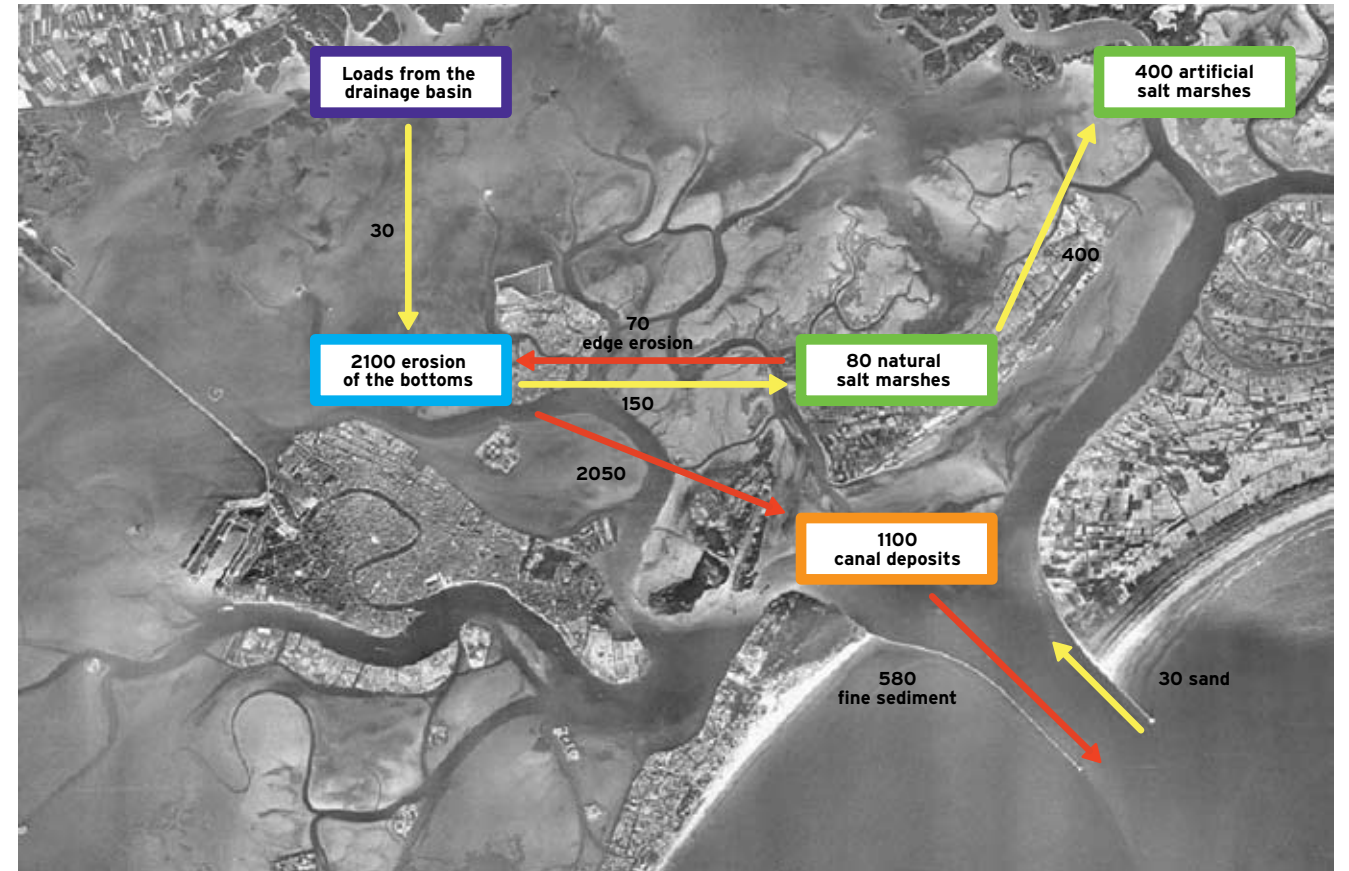 Loads from the
drainage basin
400 artificial
salt marshes
30
400
70
edge erosion
2100 erosion
of the bottoms
80 natural
salt marshes
150
2050
1100
canal deposits
580
fine sediment
30 sand